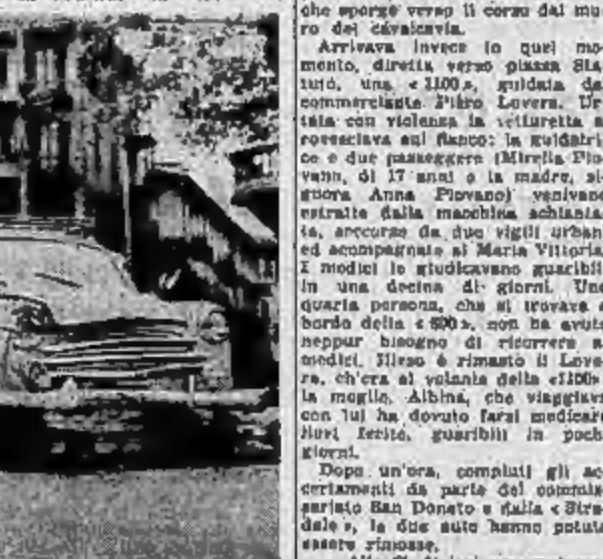 che sporge verso il corso dal mu-
ro del cavalcavia.
Arrivava invece in quel mo-
mento, diretta verso piazza Sta-
tuto, una « 1100 », guidata dal
commerciante Lovera. Ur-
tata con violenza la vetturetta si
rovesciava sul fianco: la guidatri-
ce e due passeggere (Mirella Pio-
vano, di 17 anni e la madre, si-
gnora Anna Piovano) venivano
estratte dalla macchina schianta-
ta, soccorse da due vigili urbani
ed accompagnate al Maria Vittoria.
I medici le giudicavano guaribili
in una decina di giorni. Una
quarta persona, che si trovava a
bordo della « 600 », non ha avuto
neppur bisogno di ricorrere ai
medici. Illeso è rimasto il Love-
ra, ch'era al volante della «1100»
la moglie, Albina, che viaggiava
con lui ha dovuto farsi medicare
lievi ferite, guaribili in pochi
giorni.
Dopo un'ora, compiuti gli ac-
certamenti da parte del commis-
sariato San Donato e dalla « Stra-
dale », le due auto hanno potuto
essere rimosse.